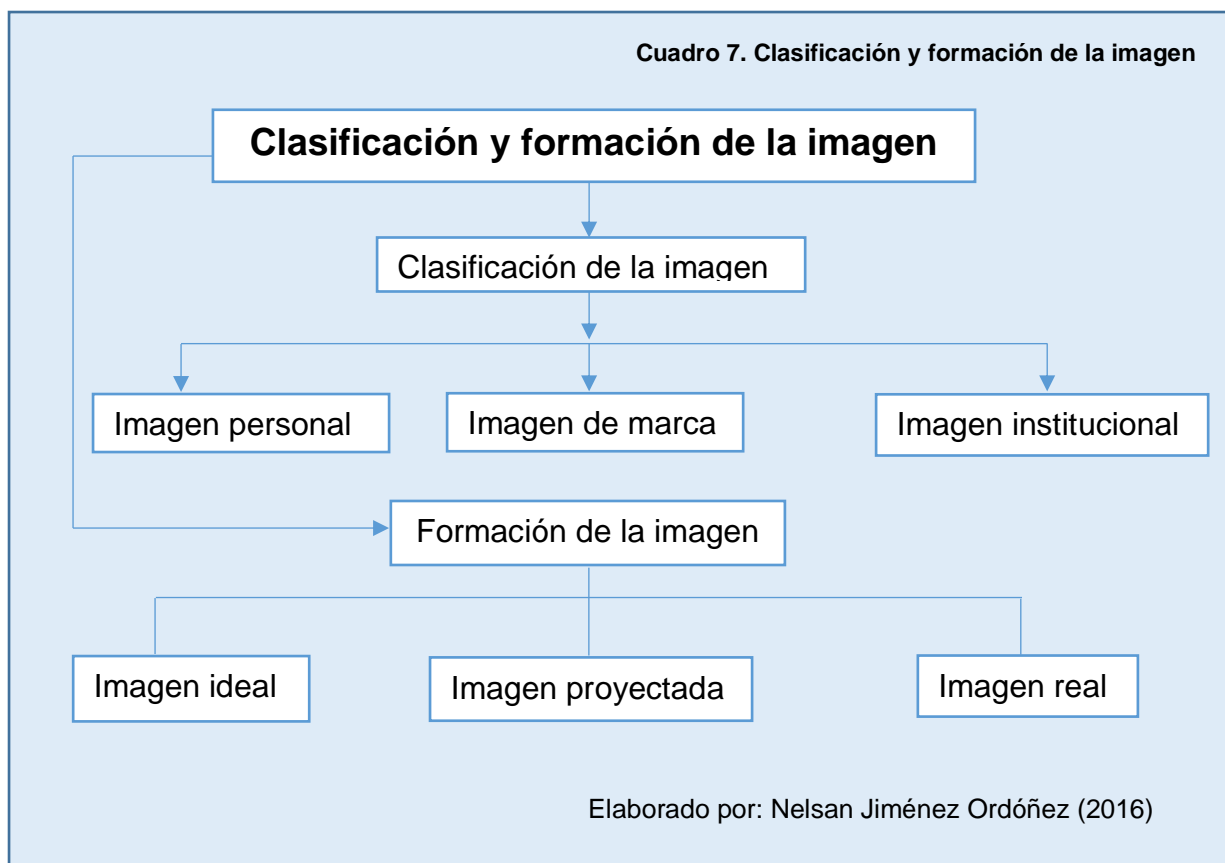 Cuadro 7. Clasificación y formación de la imagen
Clasificación y formación de la imagen
Clasificación de la imagen
Imagen personal
Imagen de marca
Imagen institucional
Formación de la imagen
Imagen ideal
Imagen proyectada
Imagen real
Elaborado por: Nelsan Jiménez Ordóñez (2016)